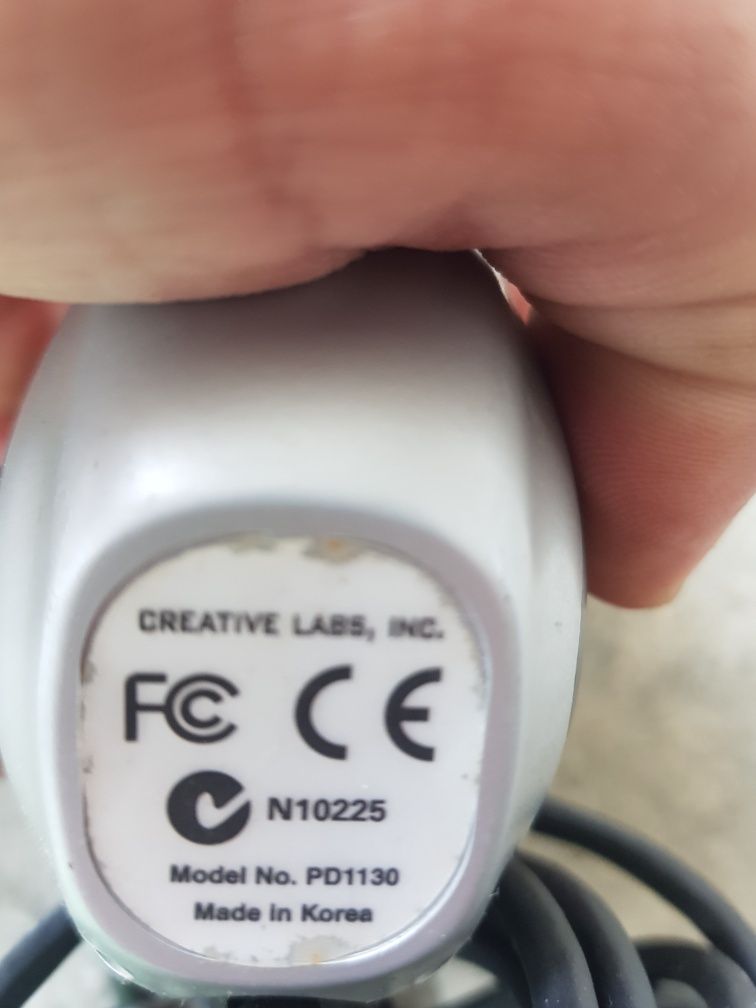 CREATIVE LABS, INC.
FC CE
N10225
Model No. PD1130
Made in Korea